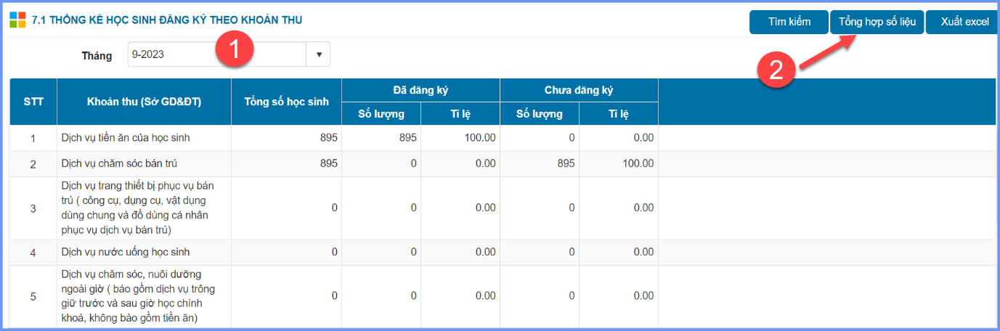 7.1 THỐNG KÊ HỌC SINH ĐĂNG KÝ THEO KHOẢN THU
Tìm kiếm
Tổng hợp số liệu
Xuất excel
Tháng
9-2023
1
2
STT
Khoản thu (Sở GD&ĐT)
Tổng số học sinh
Đã đăng ký
Chưa đăng ký
Số lượng
Tỉ lệ
Số lượng
Tỉ lệ
1 Dịch vụ tiền ăn của học sinh 895 895 100.00 0 0.00
2 Dịch vụ chăm sóc bán trú 895 0 0.00 895 100.00
Dịch vụ trang thiết bị phục vụ bán
trú ( công cụ, dụng cụ, vật dụng
dùng chung và đồ dùng cá nhân
phục vụ dịch vụ bán trú)
3 0 0 0.00 0 0.00
4 Dịch vụ nước uống học sinh 0 0 0.00 0 0.00
Dịch vụ chăm sóc, nuôi dưỡng
ngoài giờ ( báo gồm dịch vụ trông
giữ trước và sau giờ học chính
khoá, không bào gồm tiền ăn)
5 0 0 0.00 0 0.00